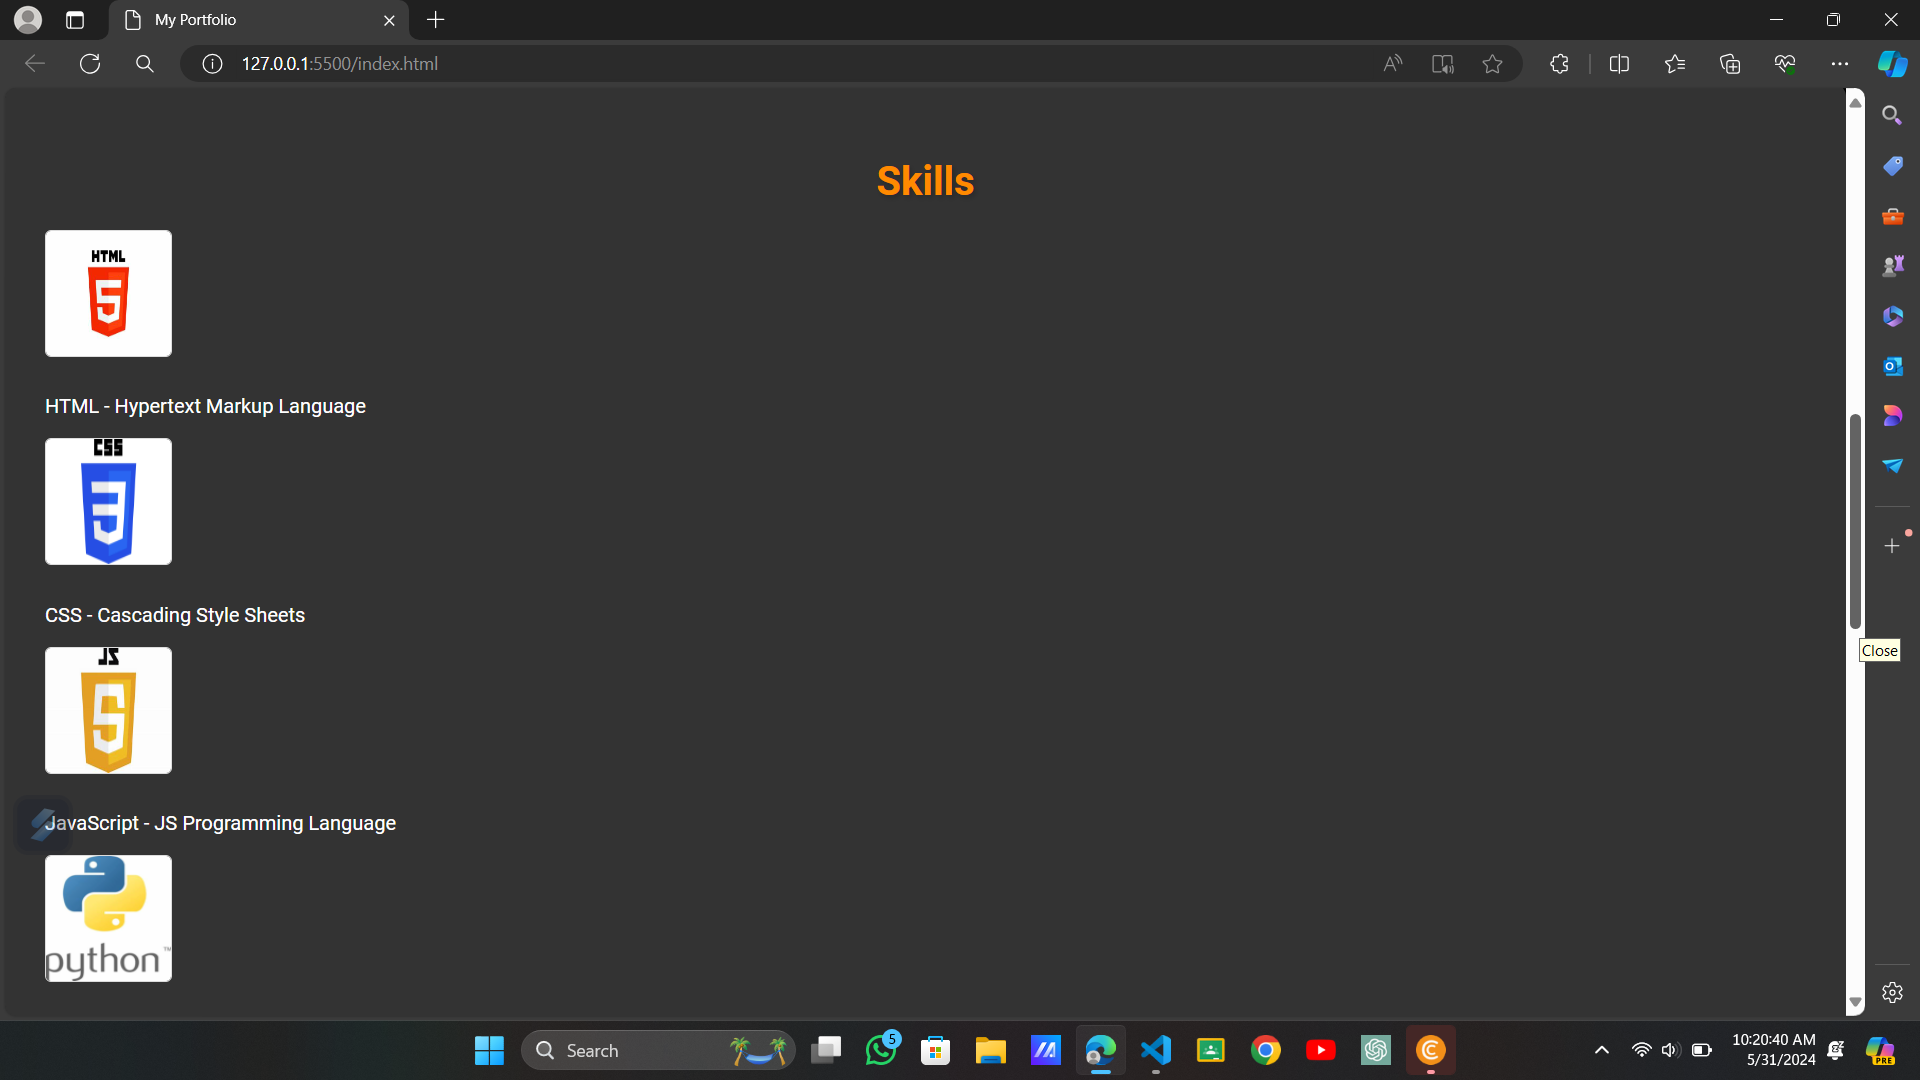 My Portfolio
127.0.0.1:5500/index.html
Skills
HTML
5
HTML - Hypertext Markup Language
CSS
3
CSS - Cascading Style Sheets
JS
5
JavaScript - JS Programming Language
python™
Close
Search
5
10:20:40 AM
5/31/2024
PRE